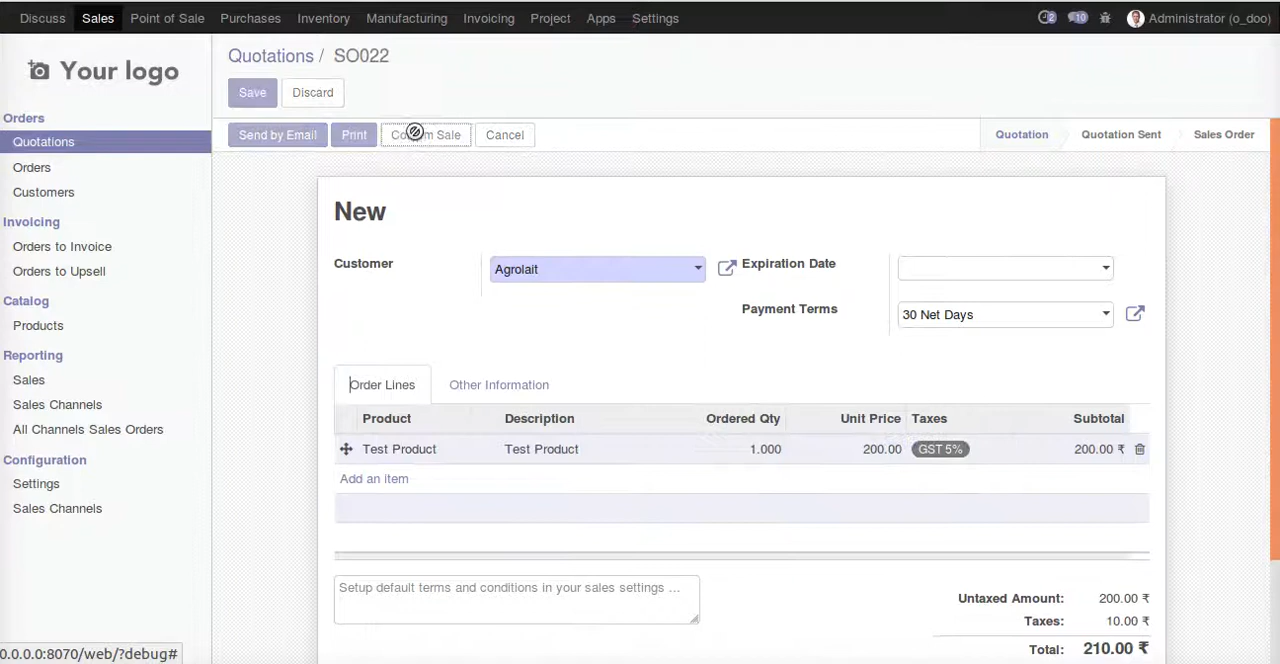 Discuss Sales Point of Sale Purchases Inventory Manufacturing Invoicing Project Apps Settings 2 10 Administrator (o_doo)
Your logo
Quotations / SO022
Save Discard
Orders
Quotations
Orders
Customers
Invoicing
Orders to Invoice
Orders to Upsell
Catalog
Products
Reporting
Sales
Sales Channels
All Channels Sales Orders
Configuration
Settings
Sales Channels
Send by Email Print Sale Cancel Quotation Quotation Sent Sales Order
New
Customer Agrolait Expiration Date
Payment Terms 30 Net Days
Order Lines Other Information
Product Description Ordered Qty Unit Price Taxes Subtotal
Test Product Test Product 1.000 200.00 GST 5% 200.00 ₹
Add an item
Setup default terms and conditions in your sales settings ...
Untaxed Amount: 200.00 ₹
Taxes: 10.00 ₹
Total: 210.00 ₹
0.0.0.0:8070/web/?debug#